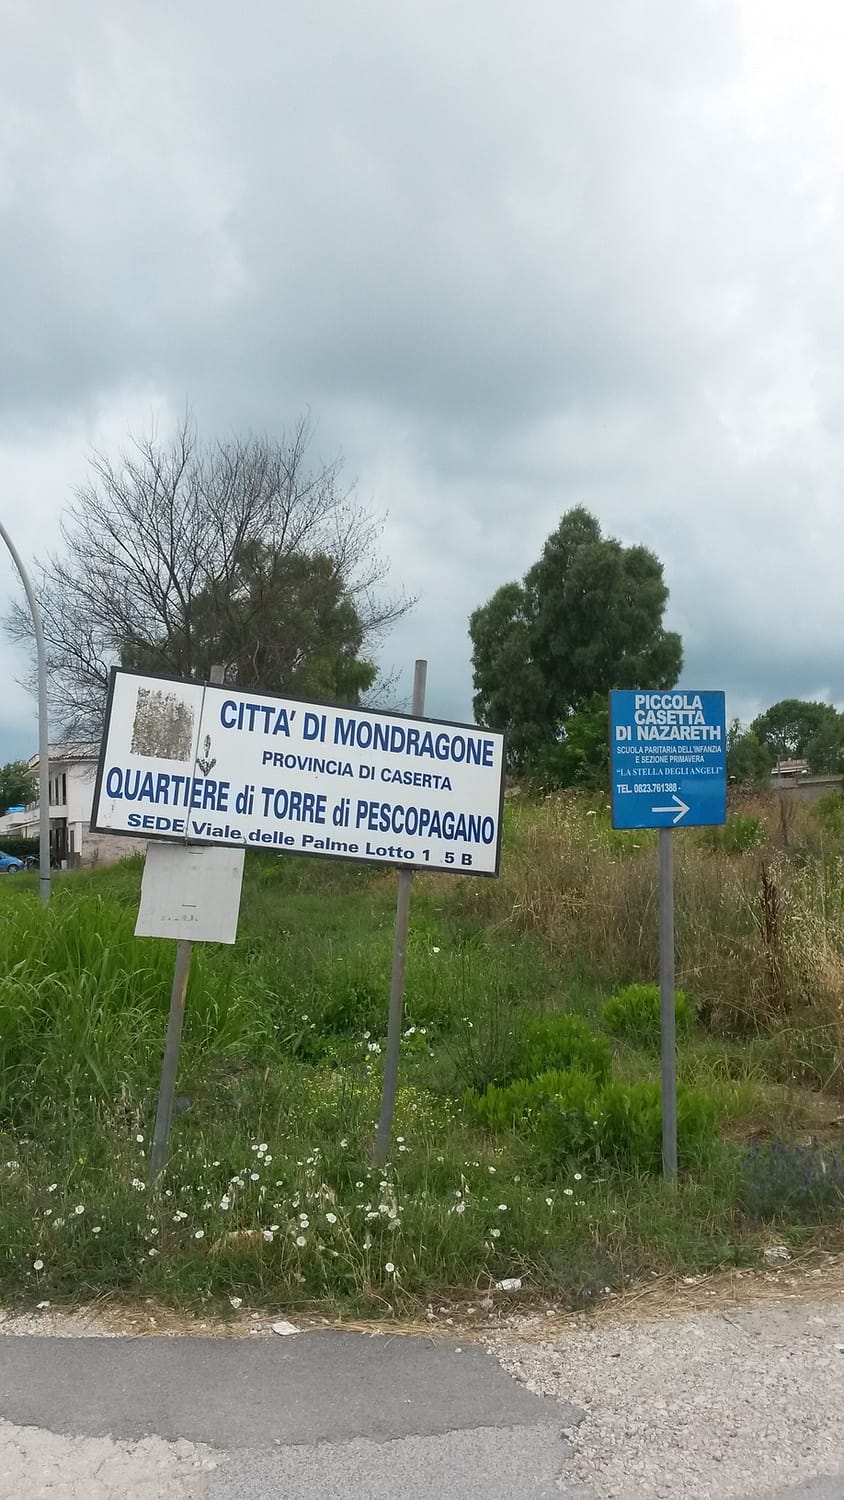 CITTA' DI MONDRAGONE
PROVINCIA DI CASERTA
QUARTIERE di TORRE di PESCOPAGANO
SEDE Viale delle Palme Lotto 1 5 B
PICCOLA
CASETTA
DI NAZARETH
SCUOLA PARITARIA DELL'INFANZIA
E SEZIONE PRIMAVERA
"LA STELLA DEGLI ANGELI"
TEL. 0823.761388 -